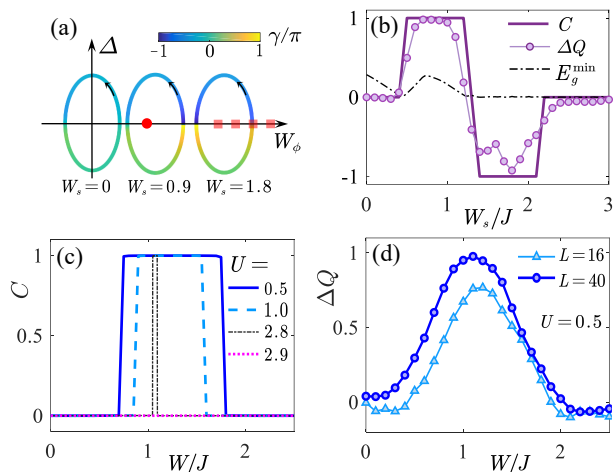 (a)
Δ
γ/π
-1
0
1
W_ϕ
W_s=0
W_s=0.9
W_s=1.8
(b)
1
0
-1
C
ΔQ
E_g^min
0
1
2
3
W_s/J
(c)
C
1
0
U =
0.5
1.0
2.8
2.9
0
1
2
W/J
(d)
ΔQ
1
0.5
0
L=16
L=40
U=0.5
0
1
2
W/J